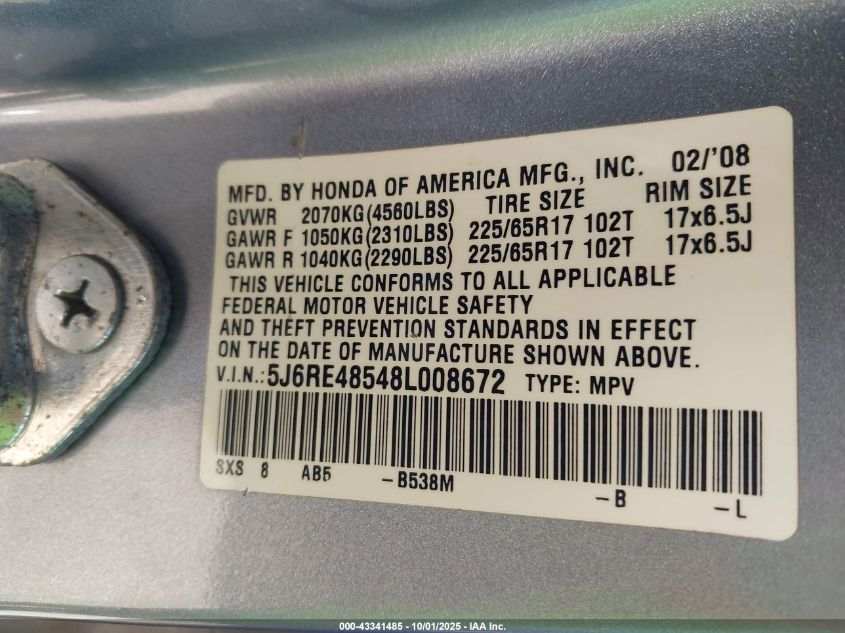 MFD. BY HONDA OF AMERICA MFG., INC. 02/'08
GVWR 2070KG(4560LBS) TIRE SIZE RIM SIZE
GAWR F 1050KG(2310LBS) 225/65R17 102T 17x6.5J
GAWR R 1040KG(2290LBS) 225/65R17 102T 17x6.5J
THIS VEHICLE CONFORMS TO ALL APPLICABLE
FEDERAL MOTOR VEHICLE SAFETY
AND THEFT PREVENTION STANDARDS IN EFFECT
ON THE DATE OF MANUFACTURE SHOWN ABOVE.
V.I.N.: 5J6RE48548L008672 TYPE: MPV
SXS 8 AB5 -B538M -B -L
000-43341485 - 10/01/2025 - IAA Inc.